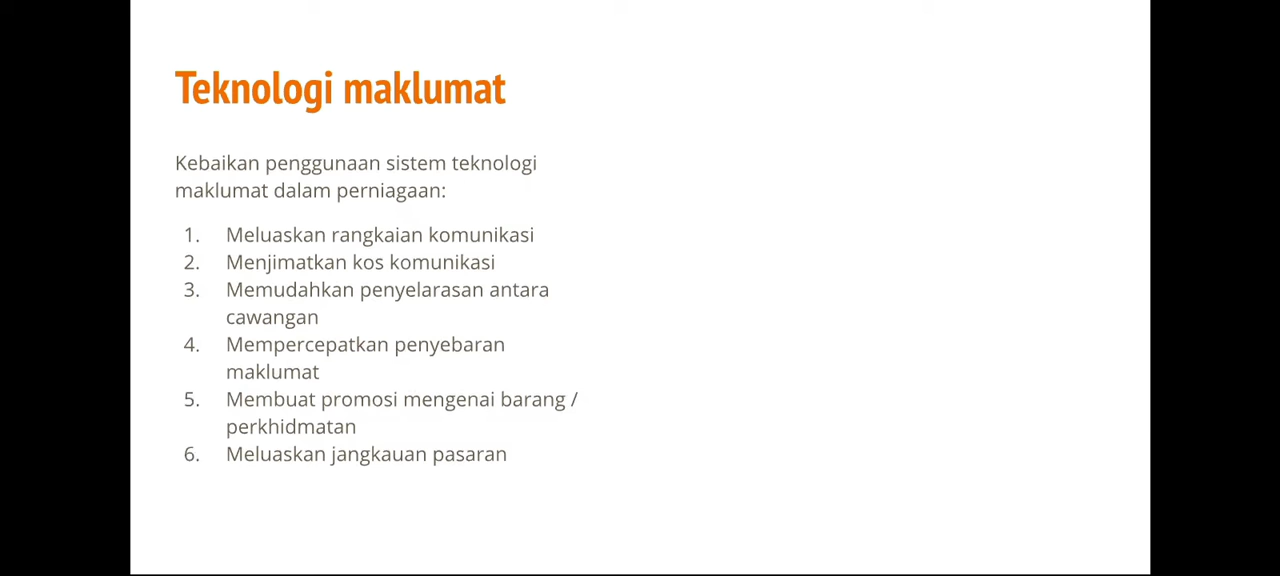 Teknologi maklumat
Kebaikan penggunaan sistem teknologi
maklumat dalam perniagaan:
1. Meluaskan rangkaian komunikasi
2. Menjimatkan kos komunikasi
3. Memudahkan penyelarasan antara
cawangan
4. Mempercepatkan penyebaran
maklumat
5. Membuat promosi mengenai barang /
perkhidmatan
6. Meluaskan jangkauan pasaran